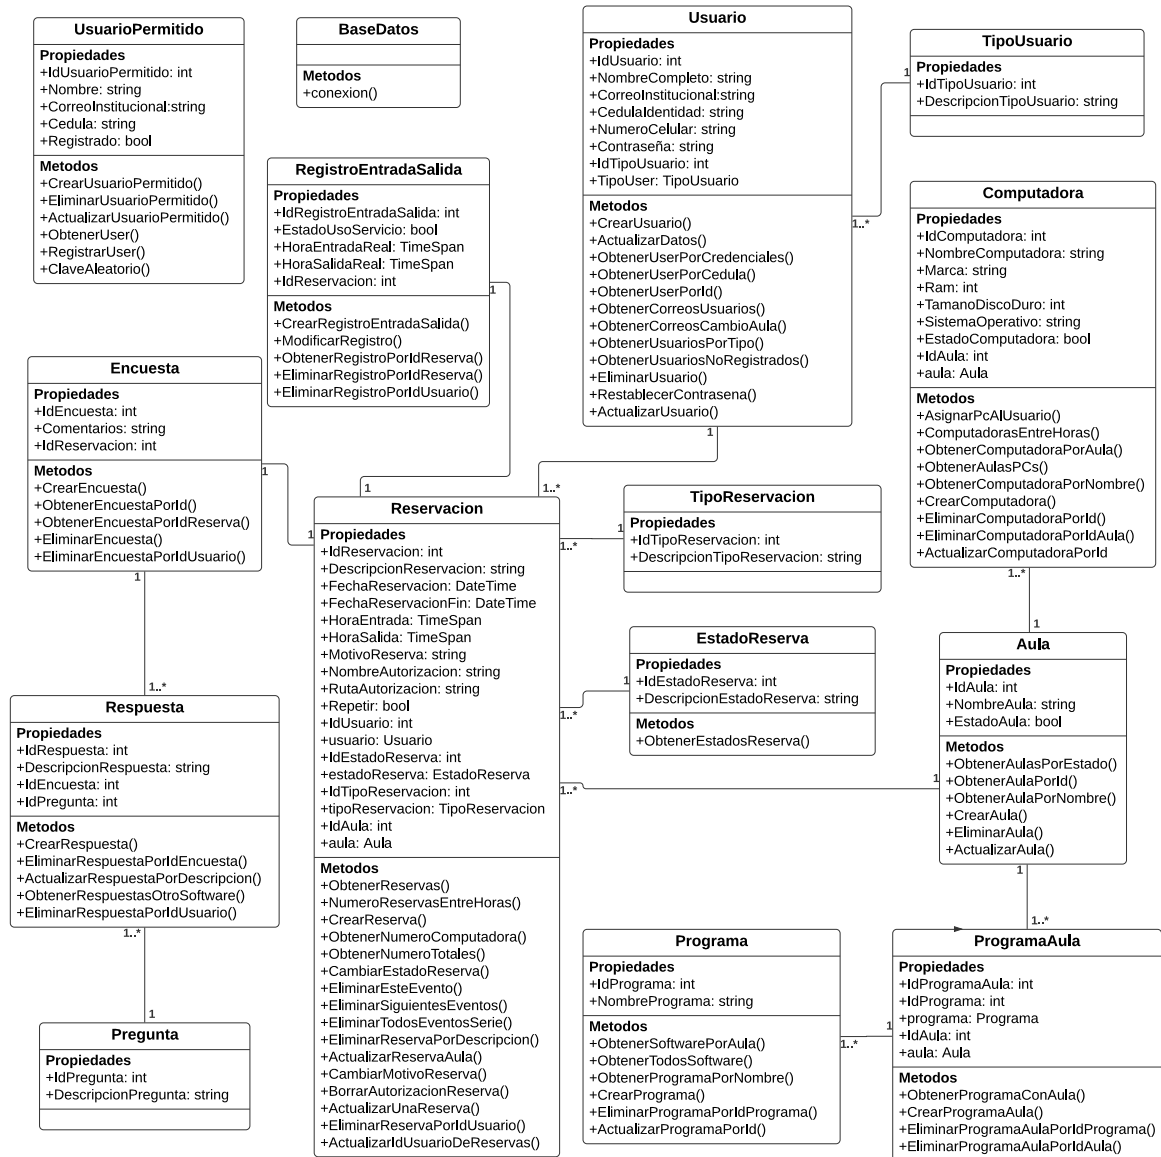 UsuarioPermitido
Propiedades
+IdUsuarioPermitido: int
+Nombre: string
+CorreoInstitucional:string
+Cedula: string
+Registrado: bool
Metodos
+CrearUsuarioPermitido()
+EliminarUsuarioPermitido()
+ActualizarUsuarioPermitido()
+ObtenerUser()
+RegistrarUser()
+ClaveAleatorio()
BaseDatos
Metodos
+conexion()
Usuario
Propiedades
+IdUsuario: int
+NombreCompleto: string
+CorreoInstitucional:string
+CedulaIdentidad: string
+NumeroCelular: string
+Contraseña: string
+IdTipoUsuario: int
+TipoUser: TipoUsuario
Metodos
+CrearUsuario()
+ActualizarDatos()
+ObtenerUserPorCredenciales()
+ObtenerUserPorCedula()
+ObtenerUserPorId()
+ObtenerCorreosUsuarios()
+ObtenerCorreosCambioAula()
+ObtenerUsuariosPorTipo()
+ObtenerUsuariosNoRegistrados()
+EliminarUsuario()
+RestablecerContrasena()
+ActualizarUsuario()
1..*
1
1
TipoUsuario
Propiedades
+IdTipoUsuario: int
+DescripcionTipoUsuario: string
RegistroEntradaSalida
Propiedades
+IdRegistroEntradaSalida: int
+EstadoUsoServicio: bool
+HoraEntradaReal: TimeSpan
+HoraSalidaReal: TimeSpan
+IdReservacion: int
Metodos
+CrearRegistroEntradaSalida()
+ModificarRegistro()
+ObtenerRegistroPorIdReserva()
+EliminarRegistroPorIdReserva()
+EliminarRegistroPorIdUsuario()
1
1
Computadora
Propiedades
+IdComputadora: int
+NombreComputadora: string
+Marca: string
+Ram: int
+TamanoDiscoDuro: int
+SistemaOperativo: string
+EstadoComputadora: bool
+IdAula: int
+aula: Aula
Metodos
+AsignarPcAlUsuario()
+ComputadorasEntreHoras()
+ObtenerComputadoraPorAula()
+ObtenerAulasPCs()
+ObtenerComputadoraPorNombre()
+CrearComputadora()
+EliminarComputadoraPorId()
+EliminarComputadoraPorIdAula()
+ActualizarComputadoraPorId
1..*
1
Encuesta
Propiedades
+IdEncuesta: int
+Comentarios: string
+IdReservacion: int
Metodos
+CrearEncuesta()
+ObtenerEncuestaPorId()
+ObtenerEncuestaPorIdReserva()
+EliminarEncuesta()
+EliminarEncuestaPorIdUsuario()
1
1
1
1..*
Reservacion
Propiedades
+IdReservacion: int
+DescripcionReservacion: string
+FechaReservacion: DateTime
+FechaReservacionFin: DateTime
+HoraEntrada: TimeSpan
+HoraSalida: TimeSpan
+MotivoReserva: string
+NombreAutorizacion: string
+RutaAutorizacion: string
+Repetir: bool
+IdUsuario: int
+usuario: Usuario
+IdEstadoReserva: int
+estadoReserva: EstadoReserva
+IdTipoReservacion: int
+tipoReservacion: TipoReservacion
+IdAula: int
+aula: Aula
Metodos
+ObtenerReservas()
+NumeroReservasEntreHoras()
+CrearReserva()
+ObtenerNumeroComputadora()
+ObtenerNumeroTotales()
+CambiarEstadoReserva()
+EliminarEsteEvento()
+EliminarSiguientesEventos()
+EliminarTodosEventosSerie()
+EliminarReservaPorDescripcion()
+ActualizarReservaAula()
+CambiarMotivoReserva()
+BorrarAutorizacionReserva()
+ActualizarUnaReserva()
+EliminarReservaPorIdUsuario()
+ActualizarIdUsuarioDeReservas()
1..*
1..*
1
TipoReservacion
Propiedades
+IdTipoReservacion: int
+DescripcionTipoReservacion: string
1..*
1
EstadoReserva
Propiedades
+IdEstadoReserva: int
+DescripcionEstadoReserva: string
Metodos
+ObtenerEstadosReserva()
1..*
1
Aula
Propiedades
+IdAula: int
+NombreAula: string
+EstadoAula: bool
Metodos
+ObtenerAulasPorEstado()
+ObtenerAulaPorId()
+ObtenerAulaPorNombre()
+CrearAula()
+EliminarAula()
+ActualizarAula()
1
1..*
Respuesta
Propiedades
+IdRespuesta: int
+DescripcionRespuesta: string
+IdEncuesta: int
+IdPregunta: int
Metodos
+CrearRespuesta()
+EliminarRespuestaPorIdEncuesta()
+ActualizarRespuestaPorDescripcion()
+ObtenerRespuestasOtroSoftware()
+EliminarRespuestaPorIdUsuario()
1..*
1
Pregunta
Propiedades
+IdPregunta: int
+DescripcionPregunta: string
Programa
Propiedades
+IdPrograma: int
+NombrePrograma: string
Metodos
+ObtenerSoftwarePorAula()
+ObtenerTodosSoftware()
+ObtenerProgramaPorNombre()
+CrearPrograma()
+EliminarProgramaPorIdPrograma()
+ActualizarProgramaPorId()
1..*
1
ProgramaAula
Propiedades
+IdProgramaAula: int
+IdPrograma: int
+programa: Programa
+IdAula: int
+aula: Aula
Metodos
+ObtenerProgramaConAula()
+CrearProgramaAula()
+EliminarProgramaAulaPorIdPrograma()
+EliminarProgramaAulaPorIdAula()